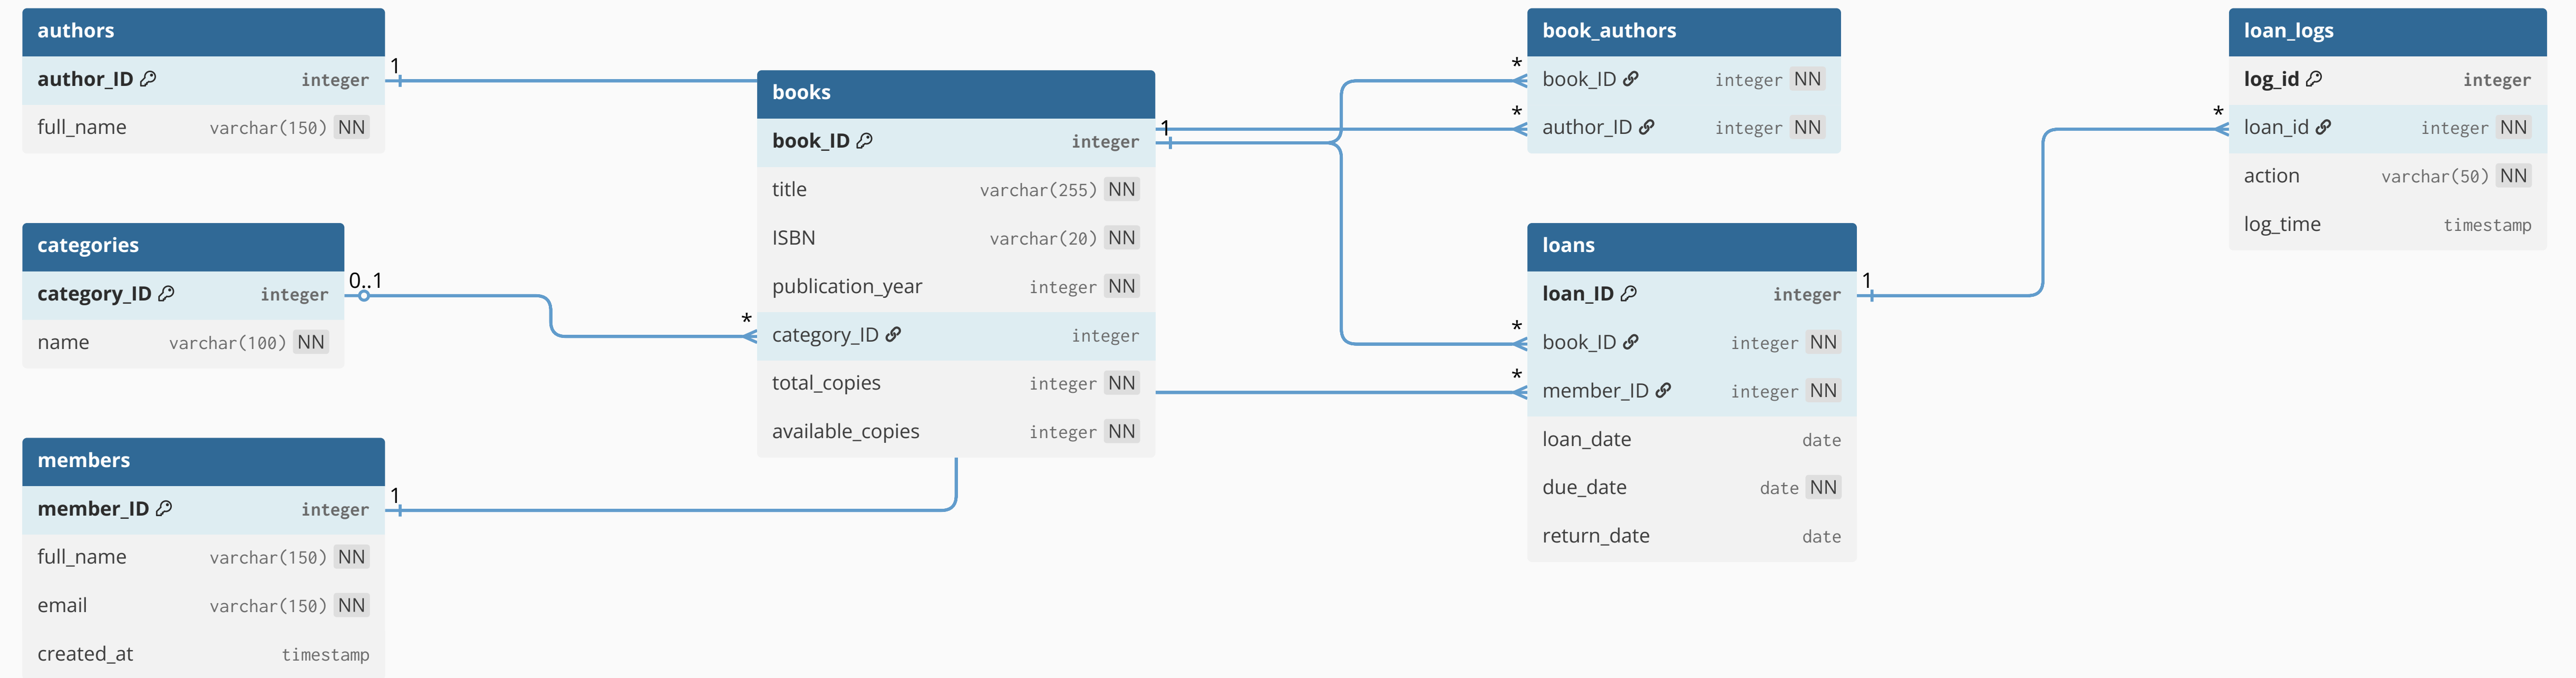 authors
author_ID integer
full_name varchar(150) NN
1
categories
category_ID integer
name varchar(100) NN
0..1
members
member_ID integer
full_name varchar(150) NN
email varchar(150) NN
created_at timestamp
1
books
book_ID integer
title varchar(255) NN
ISBN varchar(20) NN
publication_year integer NN
category_ID integer
total_copies integer NN
available_copies integer NN
*
1
book_authors
book_ID integer NN
author_ID integer NN
*
*
loans
loan_ID integer
book_ID integer NN
member_ID integer NN
loan_date date
due_date date NN
return_date date
*
*
1
loan_logs
log_id integer
loan_id integer NN
action varchar(50) NN
log_time timestamp
*